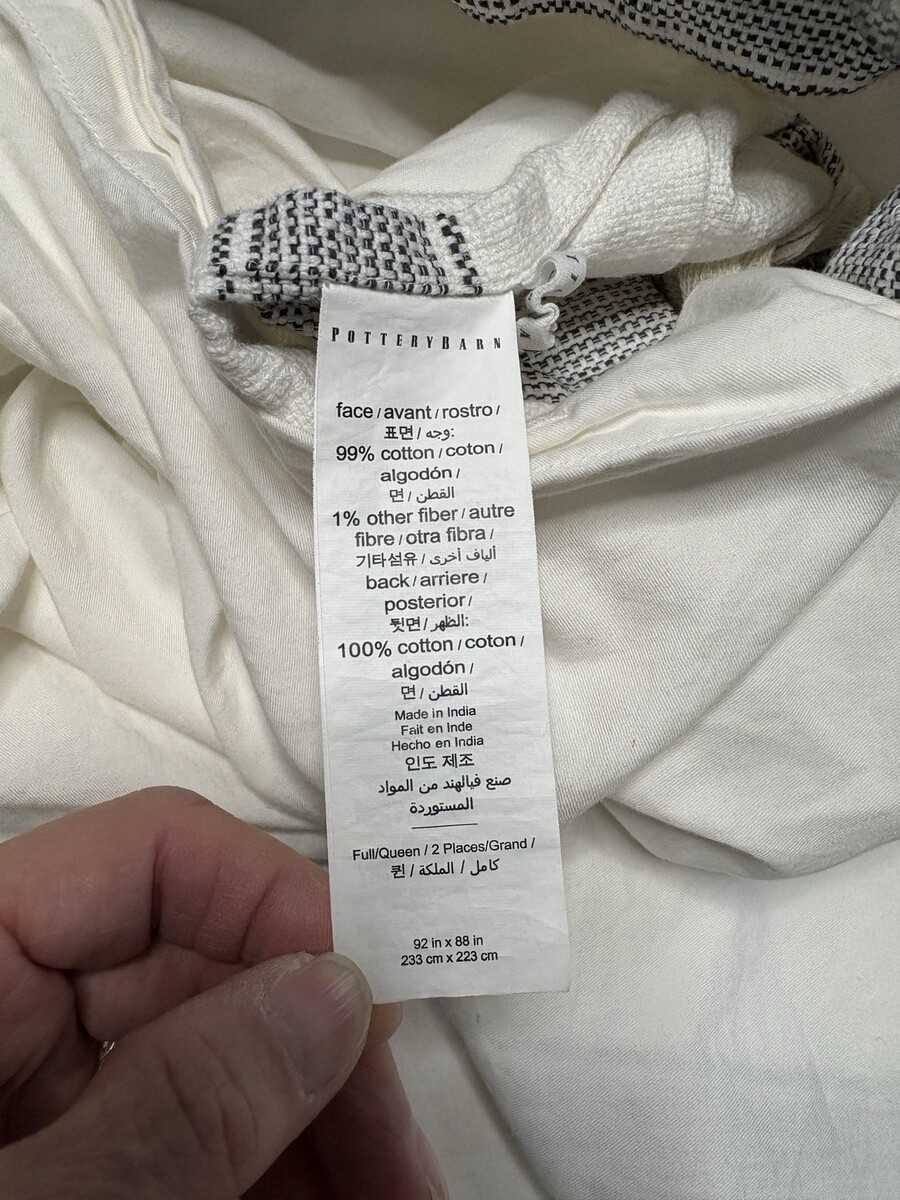 POTTERYBARN
face / avant / rostro /
표면 / وجه:
99% cotton / coton /
algodón /
면 / القطن
1% other fiber / autre
fibre / otra fibra /
기타섬유 / ألياف أخرى
back / arriere /
posterior /
뒷면 / الظهر:
100% cotton / coton /
algodón /
면 / القطن
Made in India
Fait en Inde
Hecho en India
인도 제조
صنع فيالهند من المواد
المستوردة
Full/Queen / 2 Places/Grand /
퀸 / كامل / الملكة
92 in x 88 in
233 cm x 223 cm